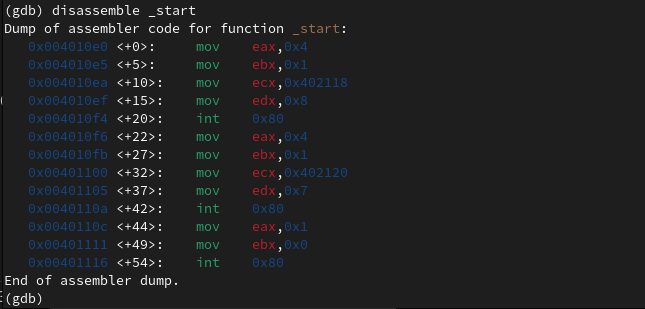 (gdb) disassemble _start
Dump of assembler code for function _start:
   0x004010e0 <+0>:     mov    eax,0x4
   0x004010e5 <+5>:     mov    ebx,0x1
   0x004010ea <+10>:    mov    ecx,0x402118
   0x004010ef <+15>:    mov    edx,0x8
   0x004010f4 <+20>:    int    0x80
   0x004010f6 <+22>:    mov    eax,0x4
   0x004010fb <+27>:    mov    ebx,0x1
   0x00401100 <+32>:    mov    ecx,0x402120
   0x00401105 <+37>:    mov    edx,0x7
   0x0040110a <+42>:    int    0x80
   0x0040110c <+44>:    mov    eax,0x1
   0x00401111 <+49>:    mov    ebx,0x0
   0x00401116 <+54>:    int    0x80
End of assembler dump.
(gdb)